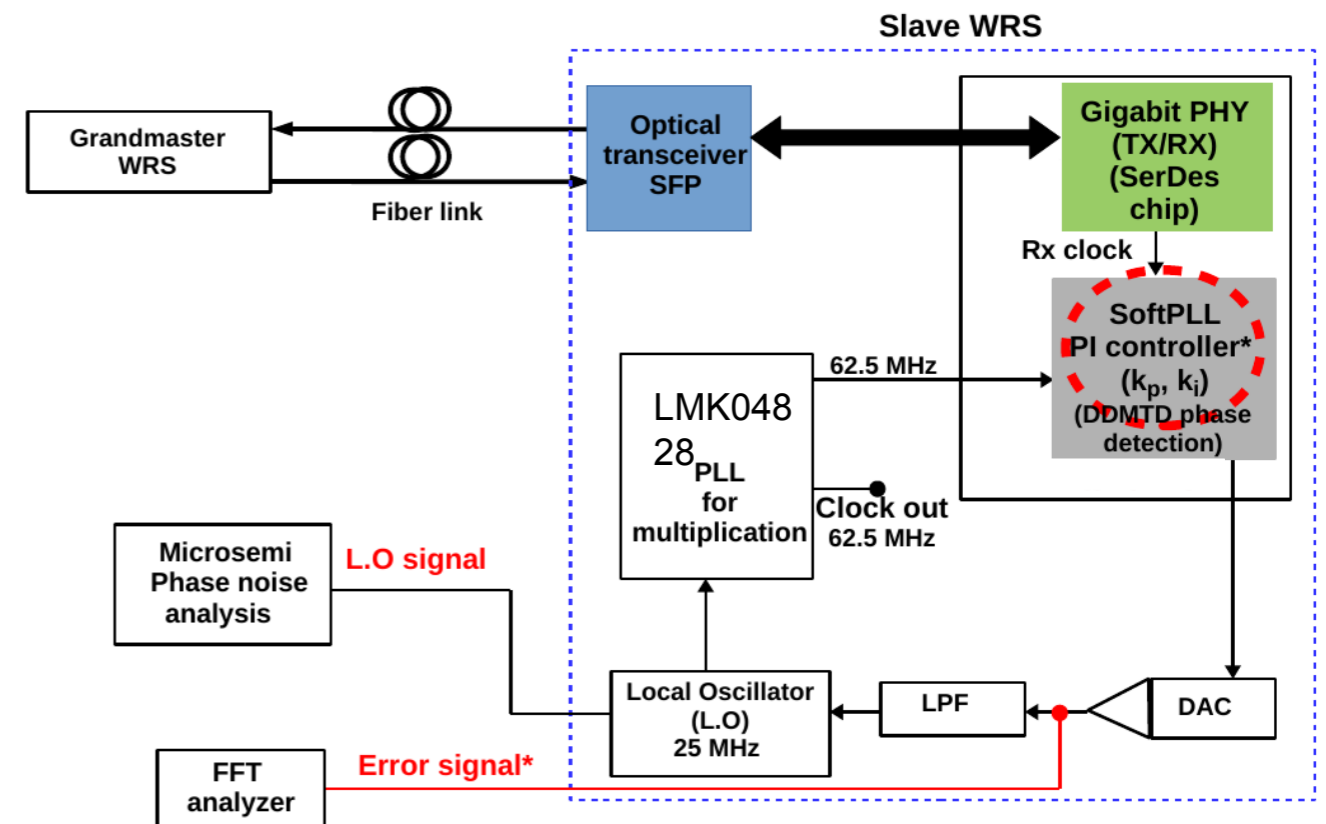 Slave WRS
Grandmaster
WRS
Fiber link
Optical
transceiver
SFP
Gigabit PHY
(TX/RX)
(SerDes
chip)
Rx clock
SoftPLL
PI controller*
(kp, ki)
(DDMTD phase
detection)
62.5 MHz
LMK048
28
PLL
for
multiplication
Clock out
62.5 MHz
Microsemi
Phase noise
analysis
L.O signal
Local Oscillator
(L.O)
25 MHz
LPF
DAC
FFT
analyzer
Error signal*